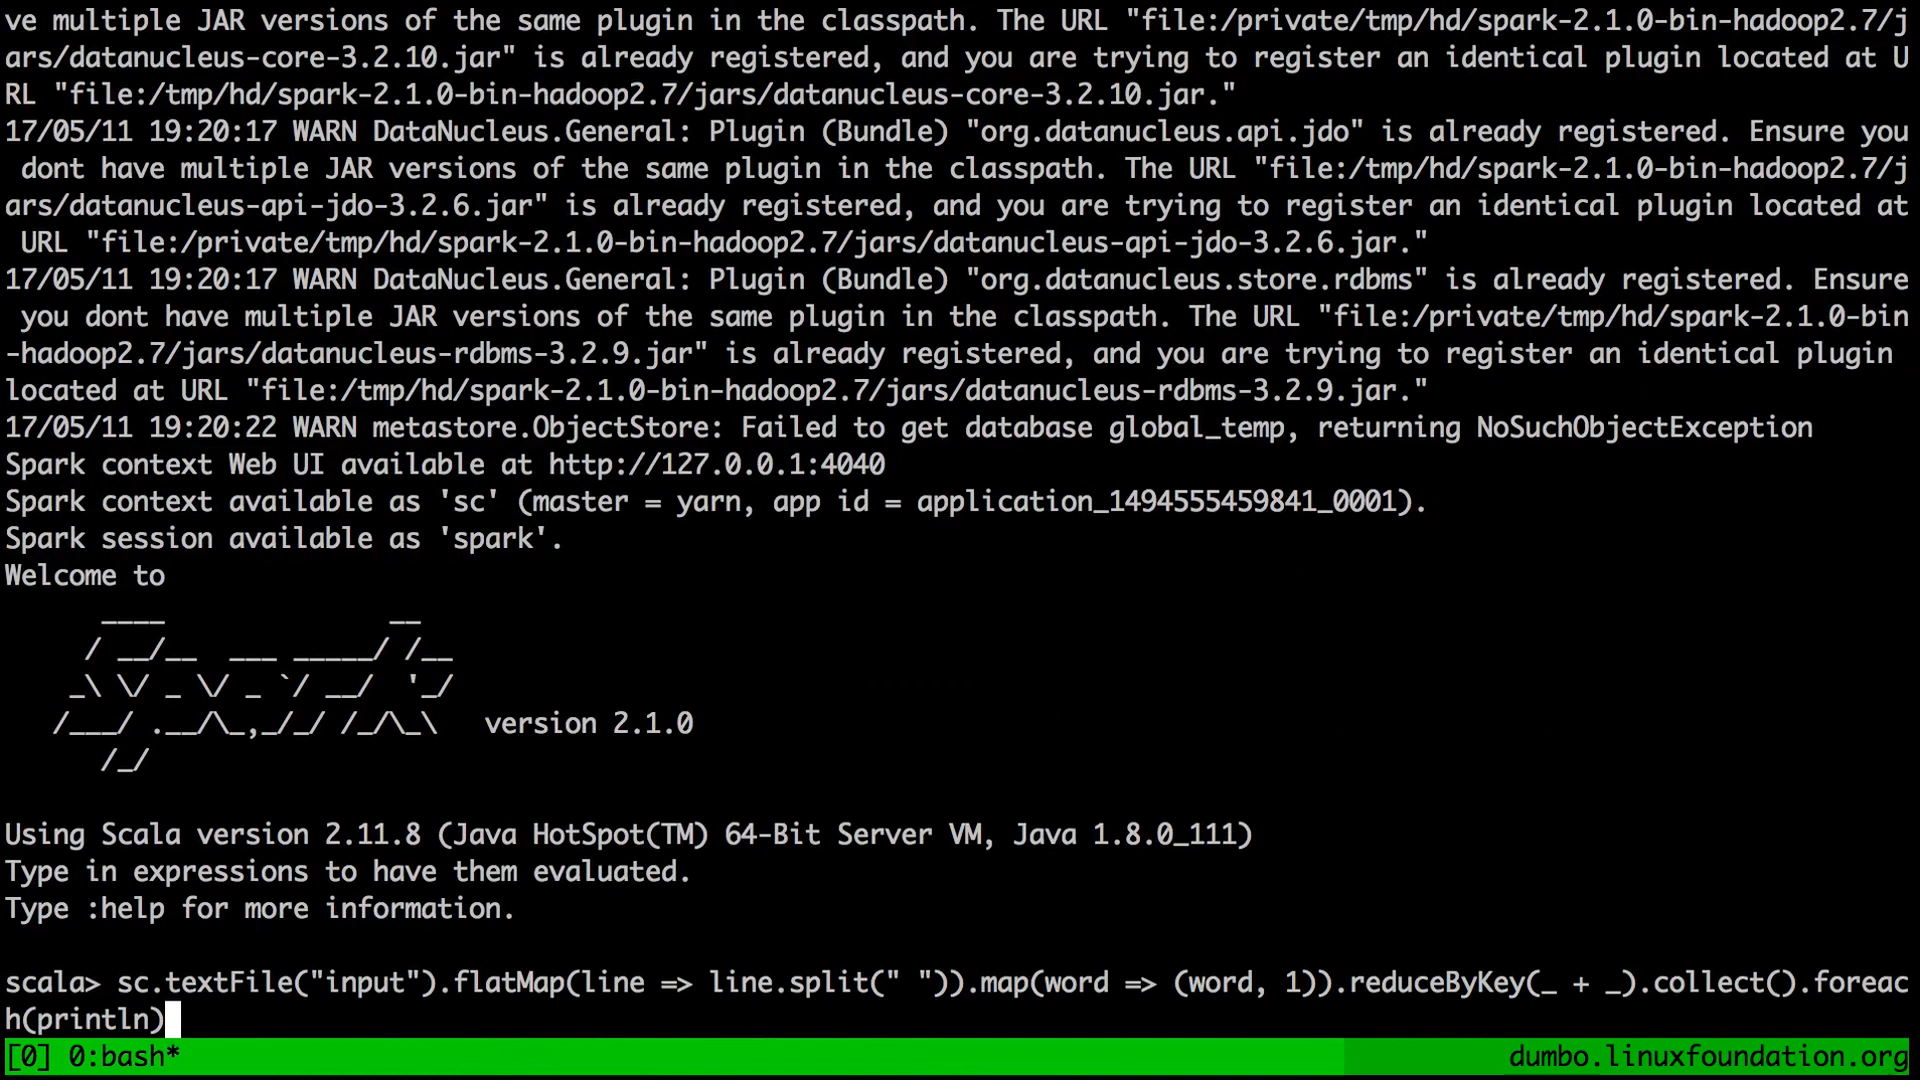 ve multiple JAR versions of the same plugin in the classpath. The URL "file:/private/tmp/hd/spark-2.1.0-bin-hadoop2.7/j
ars/datanucleus-core-3.2.10.jar" is already registered, and you are trying to register an identical plugin located at U
RL "file:/tmp/hd/spark-2.1.0-bin-hadoop2.7/jars/datanucleus-core-3.2.10.jar."
17/05/11 19:20:17 WARN DataNucleus.General: Plugin (Bundle) "org.datanucleus.api.jdo" is already registered. Ensure you
 dont have multiple JAR versions of the same plugin in the classpath. The URL "file:/private/tmp/hd/spark-2.1.0-bin-hadoop2.7/j
ars/datanucleus-api-jdo-3.2.6.jar" is already registered, and you are trying to register an identical plugin located at
 URL "file:/private/tmp/hd/spark-2.1.0-bin-hadoop2.7/jars/datanucleus-api-jdo-3.2.6.jar."
17/05/11 19:20:17 WARN DataNucleus.General: Plugin (Bundle) "org.datanucleus.store.rdbms" is already registered. Ensure
 you dont have multiple JAR versions of the same plugin in the classpath. The URL "file:/private/tmp/hd/spark-2.1.0-bin
-hadoop2.7/jars/datanucleus-rdbms-3.2.9.jar" is already registered, and you are trying to register an identical plugin
located at URL "file:/tmp/hd/spark-2.1.0-bin-hadoop2.7/jars/datanucleus-rdbms-3.2.9.jar."
17/05/11 19:20:22 WARN metastore.ObjectStore: Failed to get database global_temp, returning NoSuchObjectException
Spark context Web UI available at http://127.0.0.1:4040
Spark context available as 'sc' (master = yarn, app id = application_1494555459841_0001).
Spark session available as 'spark'.
Welcome to
      ____              __
     / __/__  ___ _____/ /__
    _\ \/ _ \/ _ `/ __/  '_/
   /___/ .__/\_,_/_/ /_/\_\   version 2.1.0
      /_/
Using Scala version 2.11.8 (Java HotSpot(TM) 64-Bit Server VM, Java 1.8.0_111)
Type in expressions to have them evaluated.
Type :help for more information.
scala> sc.textFile("input").flatMap(line => line.split(" ")).map(word => (word, 1)).reduceByKey(_ + _).collect().foreac
h(println)
[0] 0:bash* dumbo.linuxfoundation.org